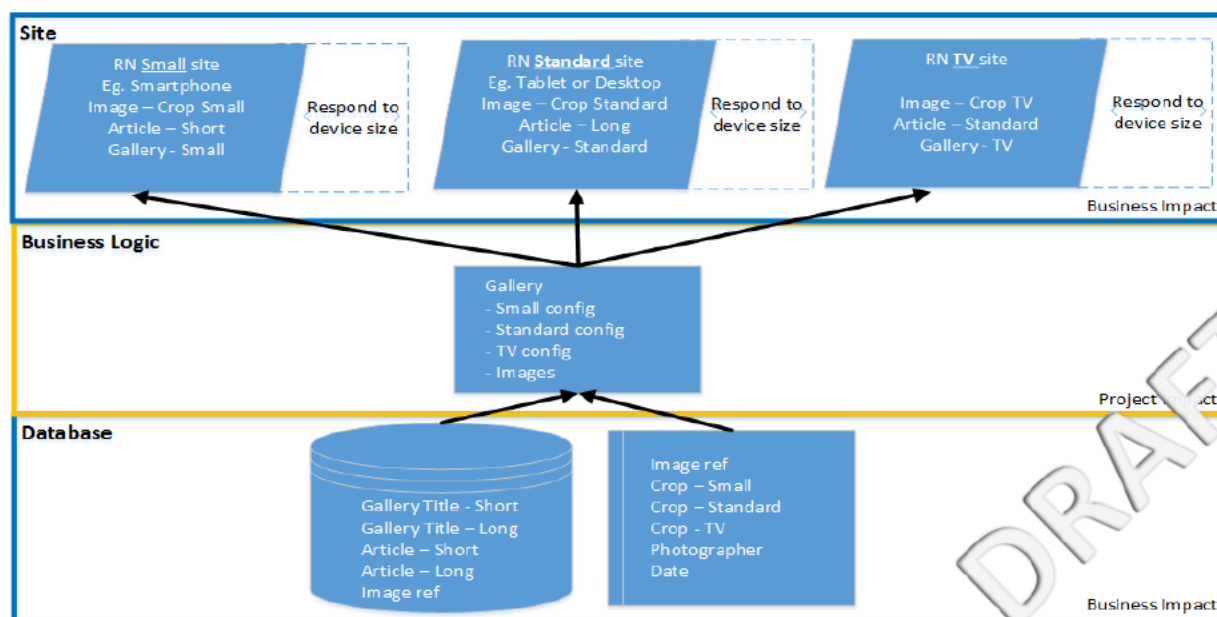 Site
RN Small site
Eg. Smartphone
Image – Crop Small
Article – Short
Gallery - Small
Respond to
device size
RN Standard site
Eg. Tablet or Desktop
Image – Crop Standard
Article – Long
Gallery - Standard
Respond to
device size
RN TV site
Image – Crop TV
Article – Standard
Gallery - TV
Respond to
device size
Business Impact
Business Logic
Gallery
- Small config
- Standard config
- TV config
- Images
Project Impact
Database
Gallery Title - Short
Gallery Title – Long
Article – Short
Article – Long
Image ref
Image ref
Crop – Small
Crop – Standard
Crop - TV
Photographer
Date
Business Impact
DRAFT